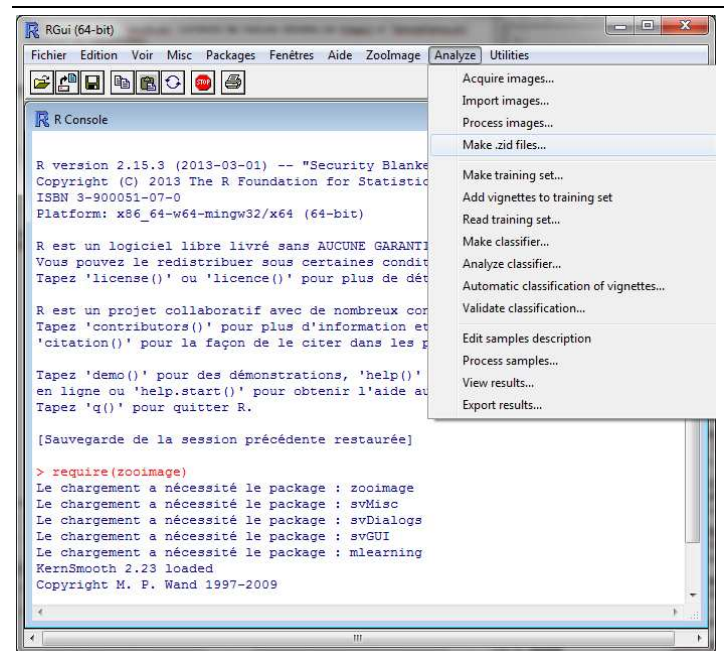 RGui (64-bit)
Fichier Edition Voir Misc Packages Fenêtres Aide ZooImage Analyze Utilities
STOP
R Console
Acquire images...
Import images...
Process images...
Make .zid files...
Make training set...
Add vignettes to training set
Read training set...
Make classifier...
Analyze classifier...
Automatic classification of vignettes...
Validate classification...
Edit samples description
Process samples...
View results...
Export results...
R version 2.15.3 (2013-03-01) -- "Security Blanke
Copyright (C) 2013 The R Foundation for Statistic
ISBN 3-900051-07-0
Platform: x86_64-w64-mingw32/x64 (64-bit)
R est un logiciel libre livré sans AUCUNE GARANTI
Vous pouvez le redistribuer sous certaines condit
Tapez 'license()' ou 'licence()' pour plus de dét
R est un projet collaboratif avec de nombreux con
Tapez 'contributors()' pour plus d'information et
'citation()' pour la façon de le citer dans les p
Tapez 'demo()' pour des démonstrations, 'help()'
en ligne ou 'help.start()' pour obtenir l'aide au
Tapez 'q()' pour quitter R.
[Sauvegarde de la session précédente restaurée]
> require(zooimage)
Le chargement a nécessité le package : zooimage
Le chargement a nécessité le package : svMisc
Le chargement a nécessité le package : svDialogs
Le chargement a nécessité le package : svGUI
Le chargement a nécessité le package : mlearning
KernSmooth 2.23 loaded
Copyright M. P. Wand 1997-2009